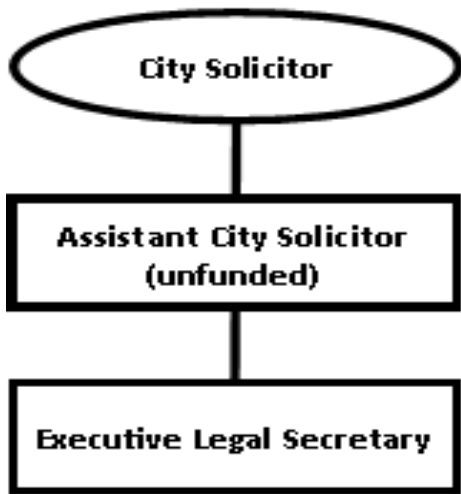 City Solicitor
Assistant City Solicitor
(unfunded)
Executive Legal Secretary